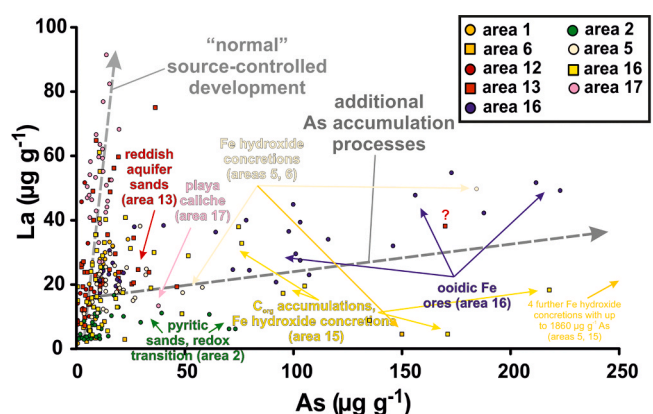 100
80
60
40
20
0
La (µg g⁻¹)
0
50
100
150
200
250
As (µg g⁻¹)
“normal”
source-controlled
development
additional
As accumulation
processes
Fe hydroxide
concretions
(areas 5, 6)
reddish
aquifer
sands
(area 13)
playa
caliche
(area 17)
?
ooidic Fe
ores (area 16)
Corg accumulations,
Fe hydroxide concretions
(area 15)
pyritic
sands, redox
transition (area 2)
4 further Fe hydroxide
concretions with up
to 1860 µg g⁻¹ As
(areas 5, 15)
area 1
area 2
area 6
area 5
area 12
area 16
area 13
area 17
area 16